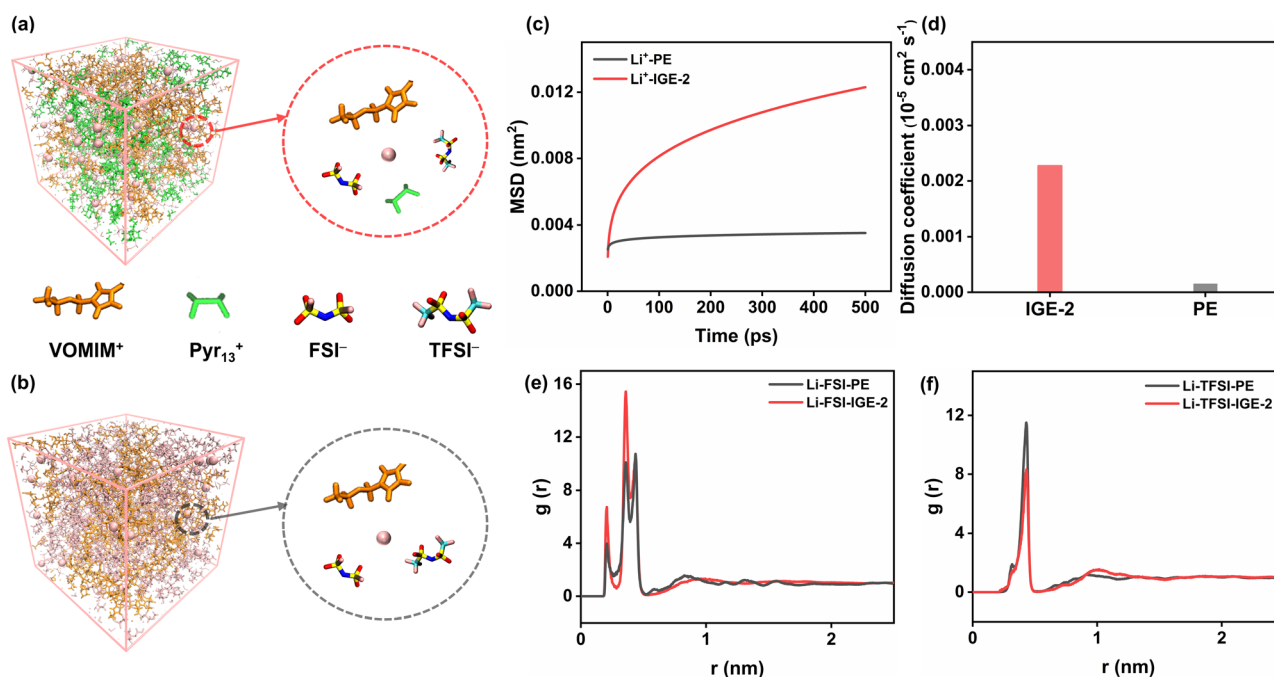 (a)
VOMIM⁺
Pyr₁₃⁺
FSI⁻
TFSI⁻
(b)
(c)
Li⁺-PE
Li⁺-IGE-2
MSD (nm²)
0.012
0.008
0.004
0.000
0 100 200 300 400 500
Time (ps)
(d)
Diffusion coefficient (10⁻⁵ cm² s⁻¹)
0.004
0.003
0.002
0.001
0.000
IGE-2 PE
(e)
Li-FSI-PE
Li-FSI-IGE-2
g (r)
16
12
8
4
0
0 1 2
r (nm)
(f)
Li-TFSI-PE
Li-TFSI-IGE-2
g (r)
12
8
4
0
0 1 2
r (nm)